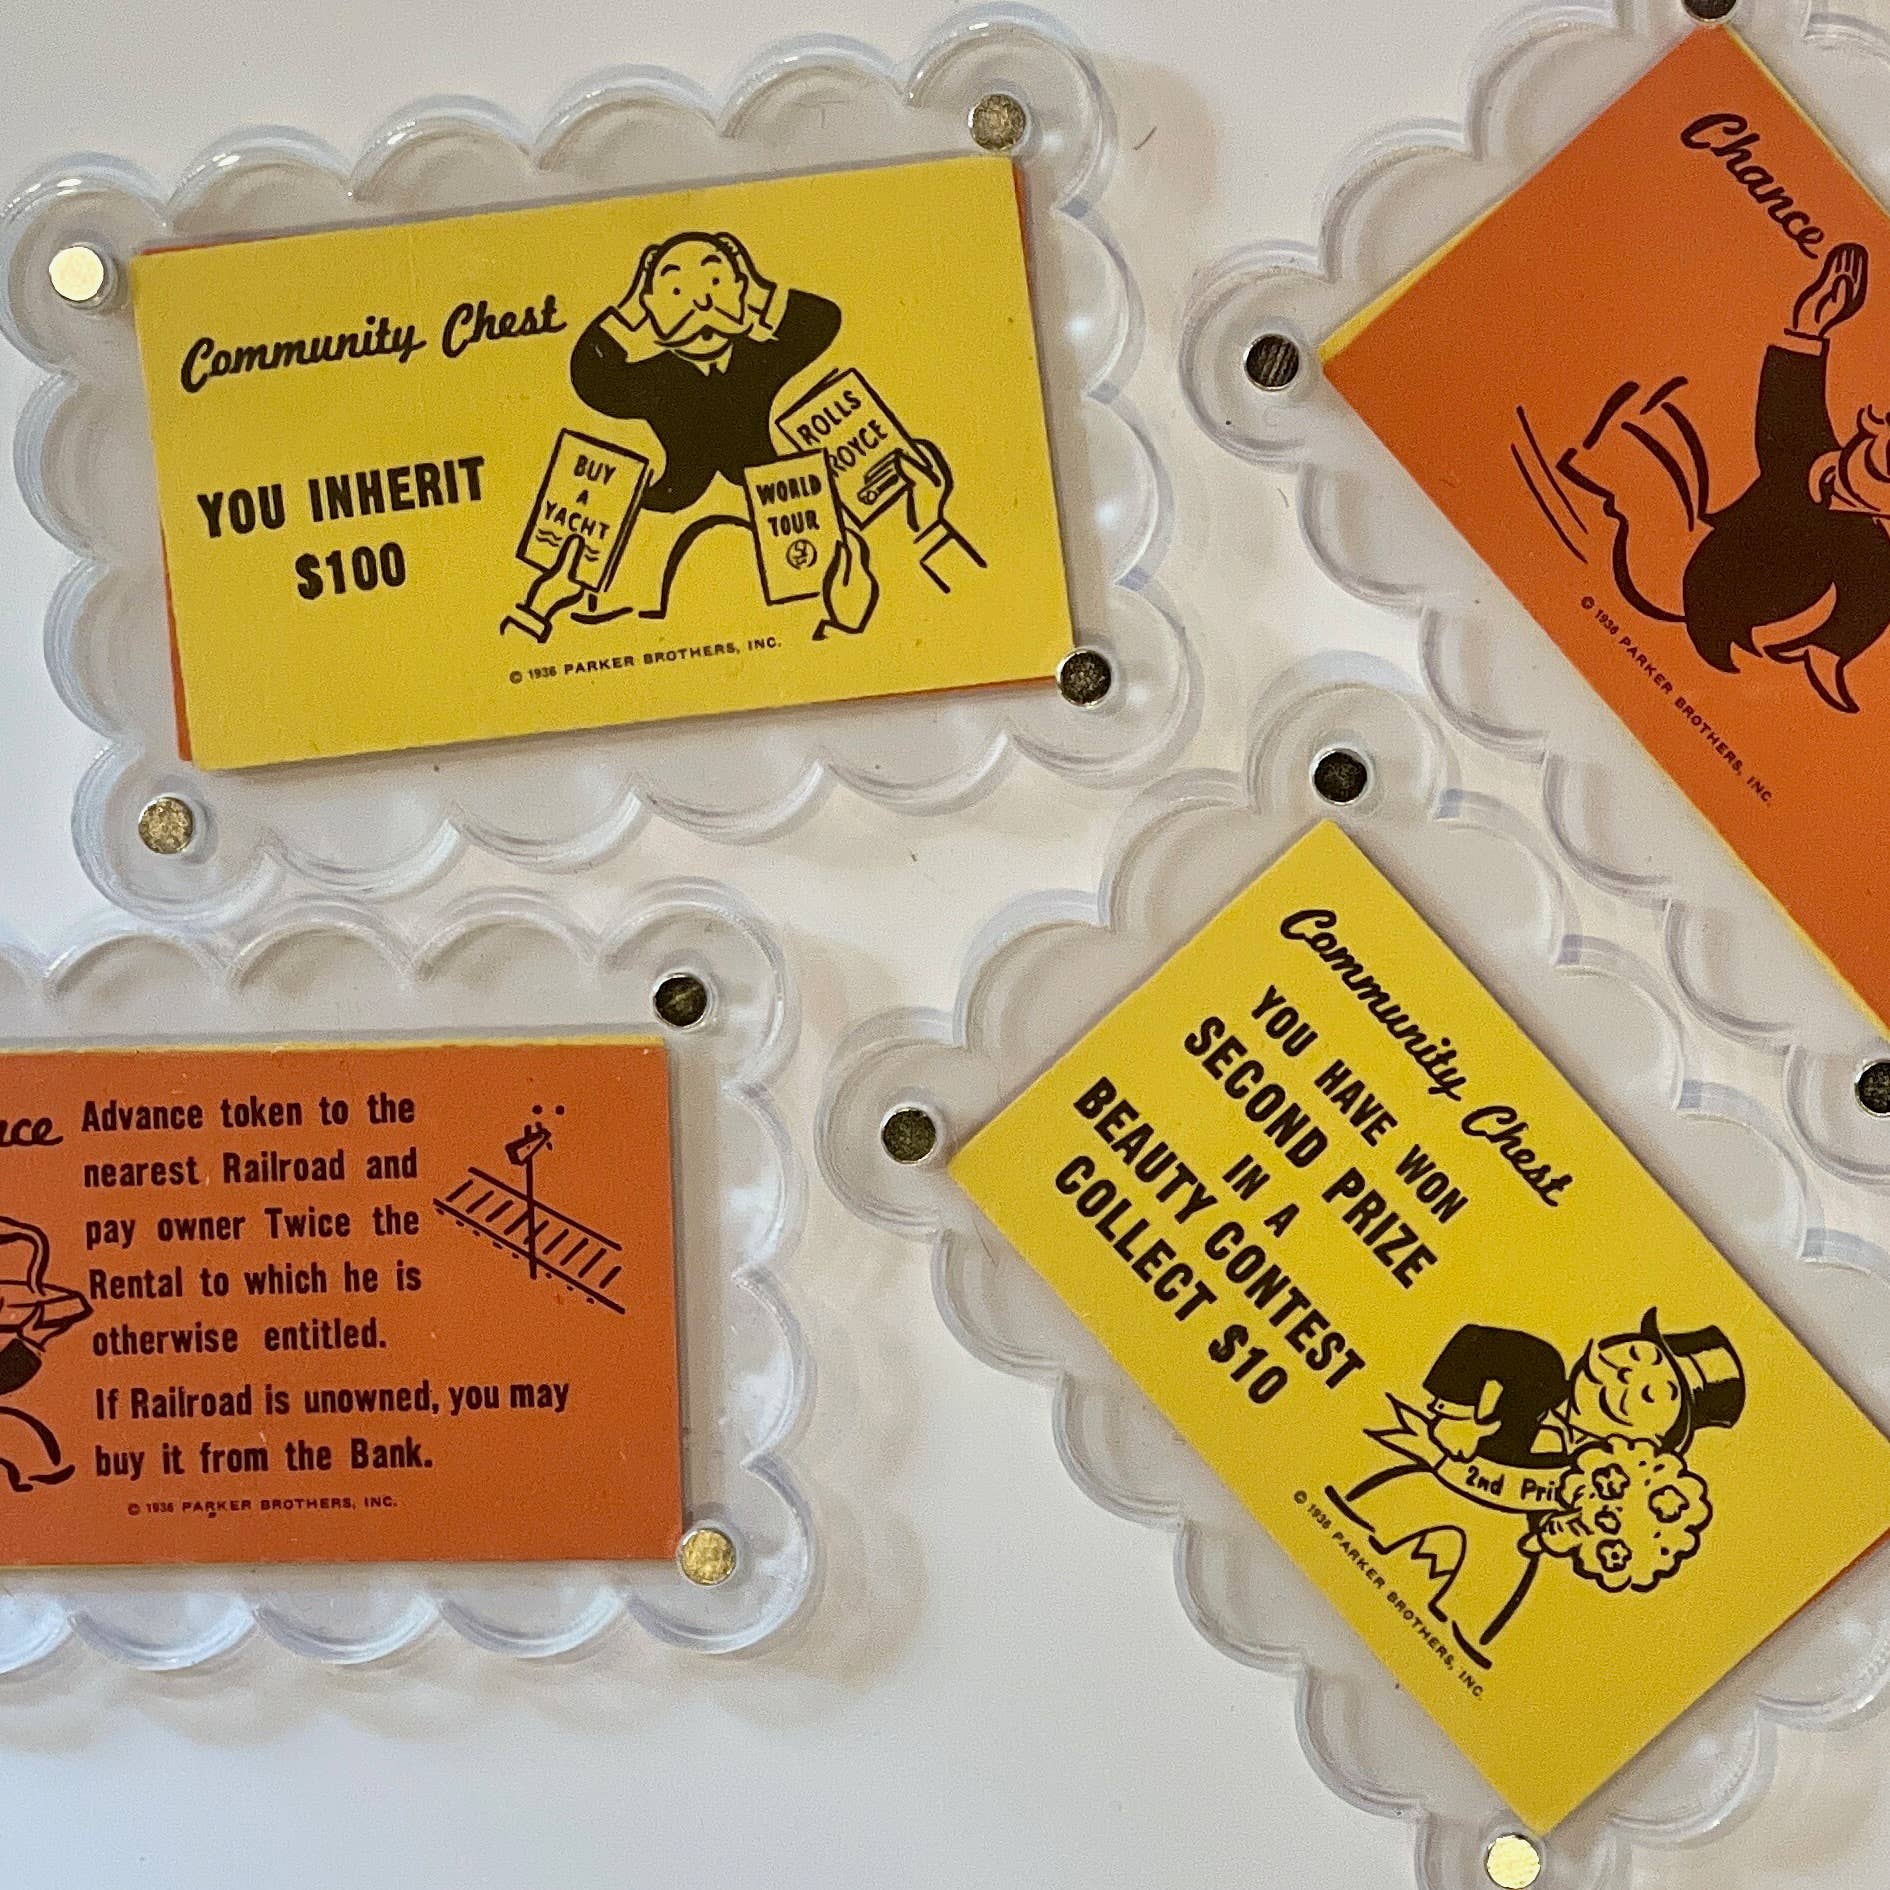 Community Chest
YOU INHERIT
$100
BUY
A
YACHT
WORLD
TOUR
ROLLS
ROYCE
© 1936 PARKER BROTHERS, INC.
Chance
© 1936 PARKER BROTHERS, INC.
Advance token to the
nearest Railroad and
pay owner Twice the
Rental to which he is
otherwise entitled.
If Railroad is unowned, you may
buy it from the Bank.
© 1936 PARKER BROTHERS, INC.
Community Chest
YOU HAVE WON
SECOND PRIZE
IN A
BEAUTY CONTEST
COLLECT $10
2nd Pri
© 1936 PARKER BROTHERS, INC.